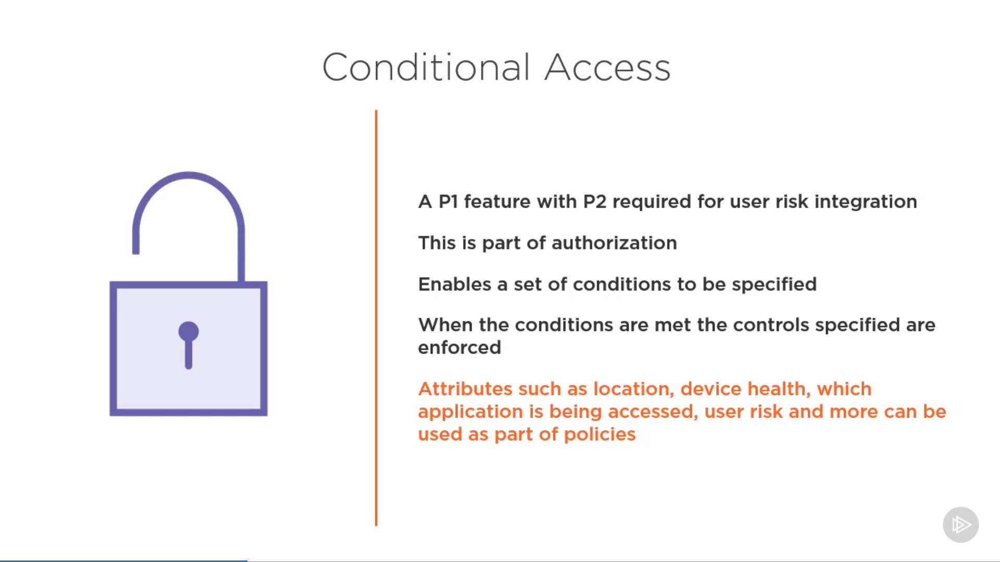 Conditional Access
A P1 feature with P2 required for user risk integration
This is part of authorization
Enables a set of conditions to be specified
When the conditions are met the controls specified are
enforced
Attributes such as location, device health, which
application is being accessed, user risk and more can be
used as part of policies